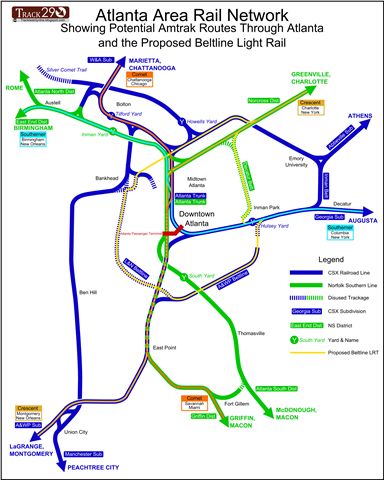 TRACK29
Atlanta Area Rail Network
Showing Potential Amtrak Routes Through Atlanta
and the Proposed Beltline Light Rail
W&A Sub
MARIETTA,
CHATTANOOGA
Comet
Chattanooga
Chicago
Silver Comet Trail
GREENVILLE,
CHARLOTTE
ROME
Atlanta North Dist
Austell
Bolton
Tilford Yard
Norcross Dist
Crescent
Charlotte
New York
Howells Yard
ATHENS
East End Dist
BIRMINGHAM
Southerner
Birmingham
New Orleans
Inman Yard
Emory
University
Bankhead
Midtown
Atlanta
Decatur
Atlanta Trunk
Atlanta Trunk
Inman Park
Georgia Sub
AUGUSTA
Downtown
Atlanta
Hulsey Yard
Southerner
Columbia
New York
Atlanta Passenger Terminal
L&N Beltline
South Yard
A&WP Beltline
Legend
CSX Railroad Line
Norfolk Southern Line
Disused Trackage
Georgia Sub
CSX Subdivision
East End Dist
NS District
South Yard
Yard & Name
Proposed Beltline LRT
Ben Hill
Thomasville
East Point
Atlanta South Dist
Comet
Savannah
Miami
Fort Gillem
Crescent
Montgomery
New Orleans
A&WP Sub
Griffin Dist
GRIFFIN,
MACON
McDONOUGH,
MACON
Union City
LaGRANGE,
MONTGOMERY
Manchester Sub
PEACHTREE CITY